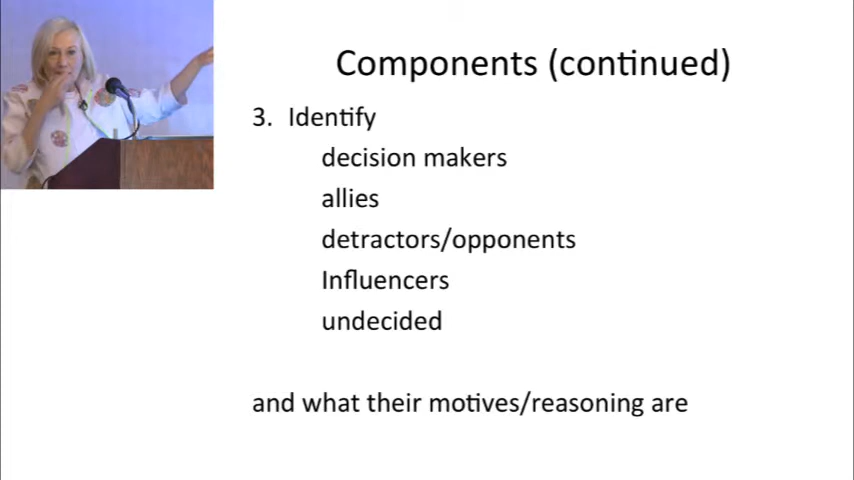 Components (continued)
3. Identify
decision makers
allies
detractors/opponents
Influencers
undecided
and what their motives/reasoning are